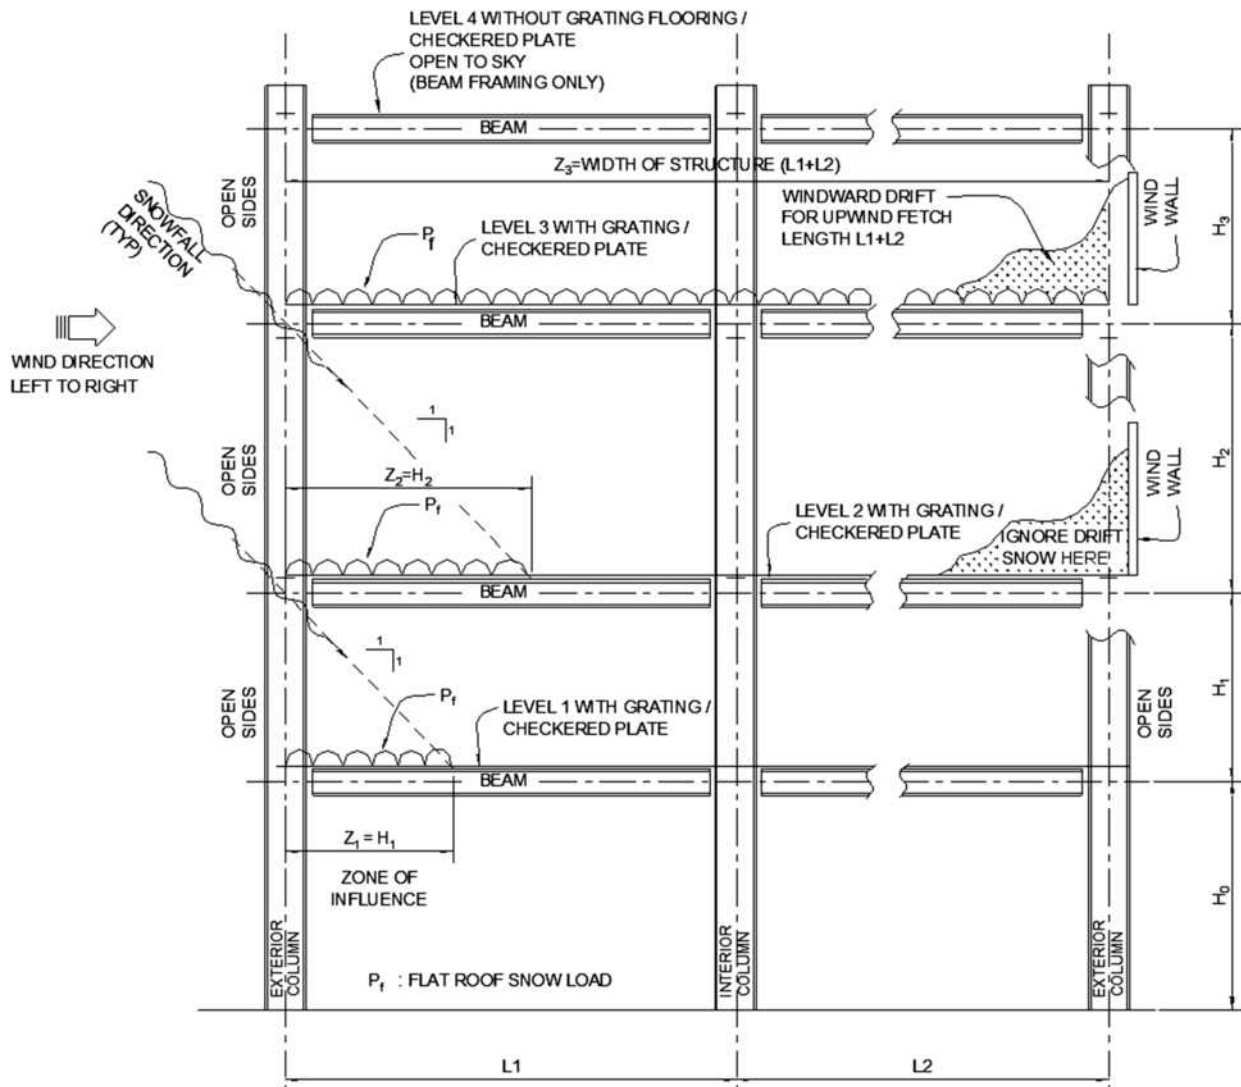 LEVEL 4 WITHOUT GRATING FLOORING /
CHECKERED PLATE
OPEN TO SKY
(BEAM FRAMING ONLY)
BEAM
Z3=WIDTH OF STRUCTURE (L1+L2)
OPEN
SIDES
SNOWFALL
DIRECTION
(TYP)
Pf
LEVEL 3 WITH GRATING /
CHECKERED PLATE
WINDWARD DRIFT
FOR UPWIND FETCH
LENGTH L1+L2
WIND
WALL
H3
BEAM
WIND DIRECTION
LEFT TO RIGHT
1
1
OPEN
SIDES
Z2=H2
Pf
LEVEL 2 WITH GRATING /
CHECKERED PLATE
IGNORE DRIFT
SNOW HERE
WIND
WALL
H2
BEAM
1
1
OPEN
SIDES
Pf
LEVEL 1 WITH GRATING /
CHECKERED PLATE
OPEN
SIDES
H1
BEAM
Z1 = H1
ZONE OF
INFLUENCE
H0
EXTERIOR
COLUMN
Pf : FLAT ROOF SNOW LOAD
INTERIOR
COLUMN
EXTERIOR
COLUMN
L1
L2